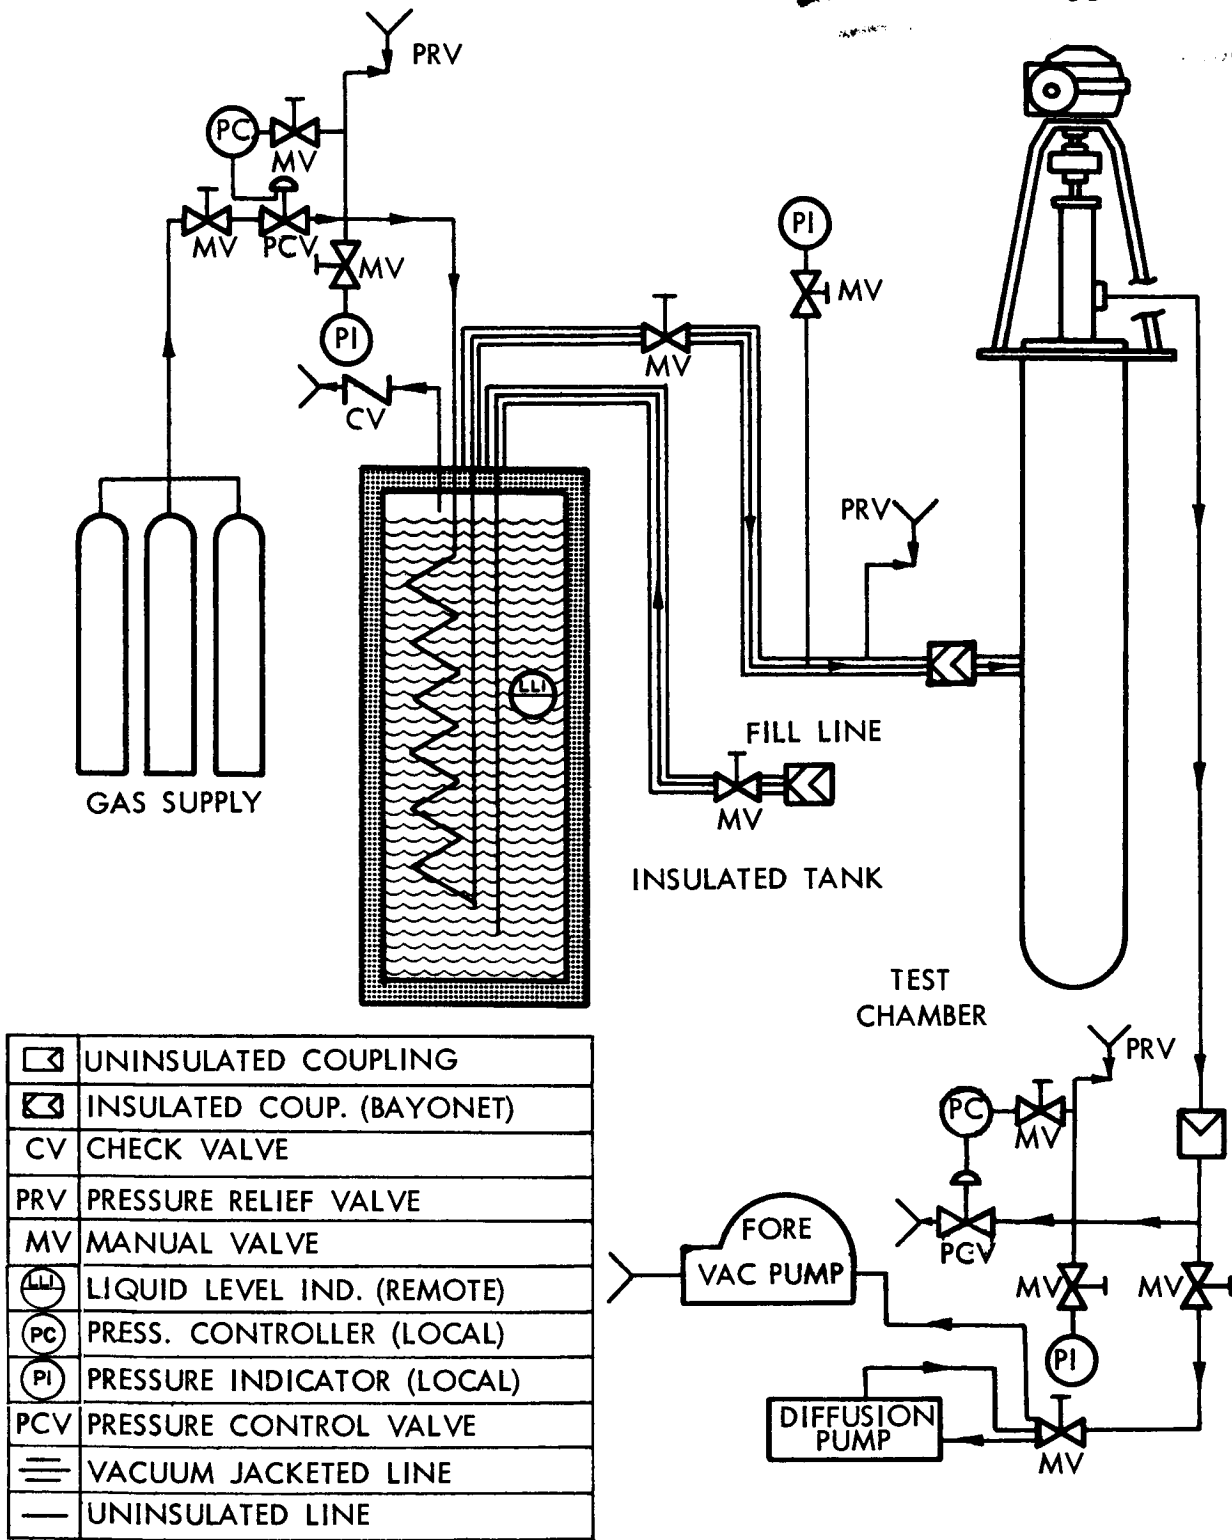 PRV
PC
MV
MV
PCV
MV
PI
CV
MV
PI
MV
PRV
LLI
FILL LINE
MV
GAS SUPPLY
INSULATED TANK
TEST
CHAMBER
PRV
PC
MV
PCV
MV
MV
PI
FORE
VAC PUMP
DIFFUSION
PUMP
MV
UNINSULATED COUPLING
INSULATED COUP. (BAYONET)
CV CHECK VALVE
PRV PRESSURE RELIEF VALVE
MV MANUAL VALVE
LLI LIQUID LEVEL IND. (REMOTE)
PC PRESS. CONTROLLER (LOCAL)
PI PRESSURE INDICATOR (LOCAL)
PCV PRESSURE CONTROL VALVE
VACUUM JACKETED LINE
UNINSULATED LINE